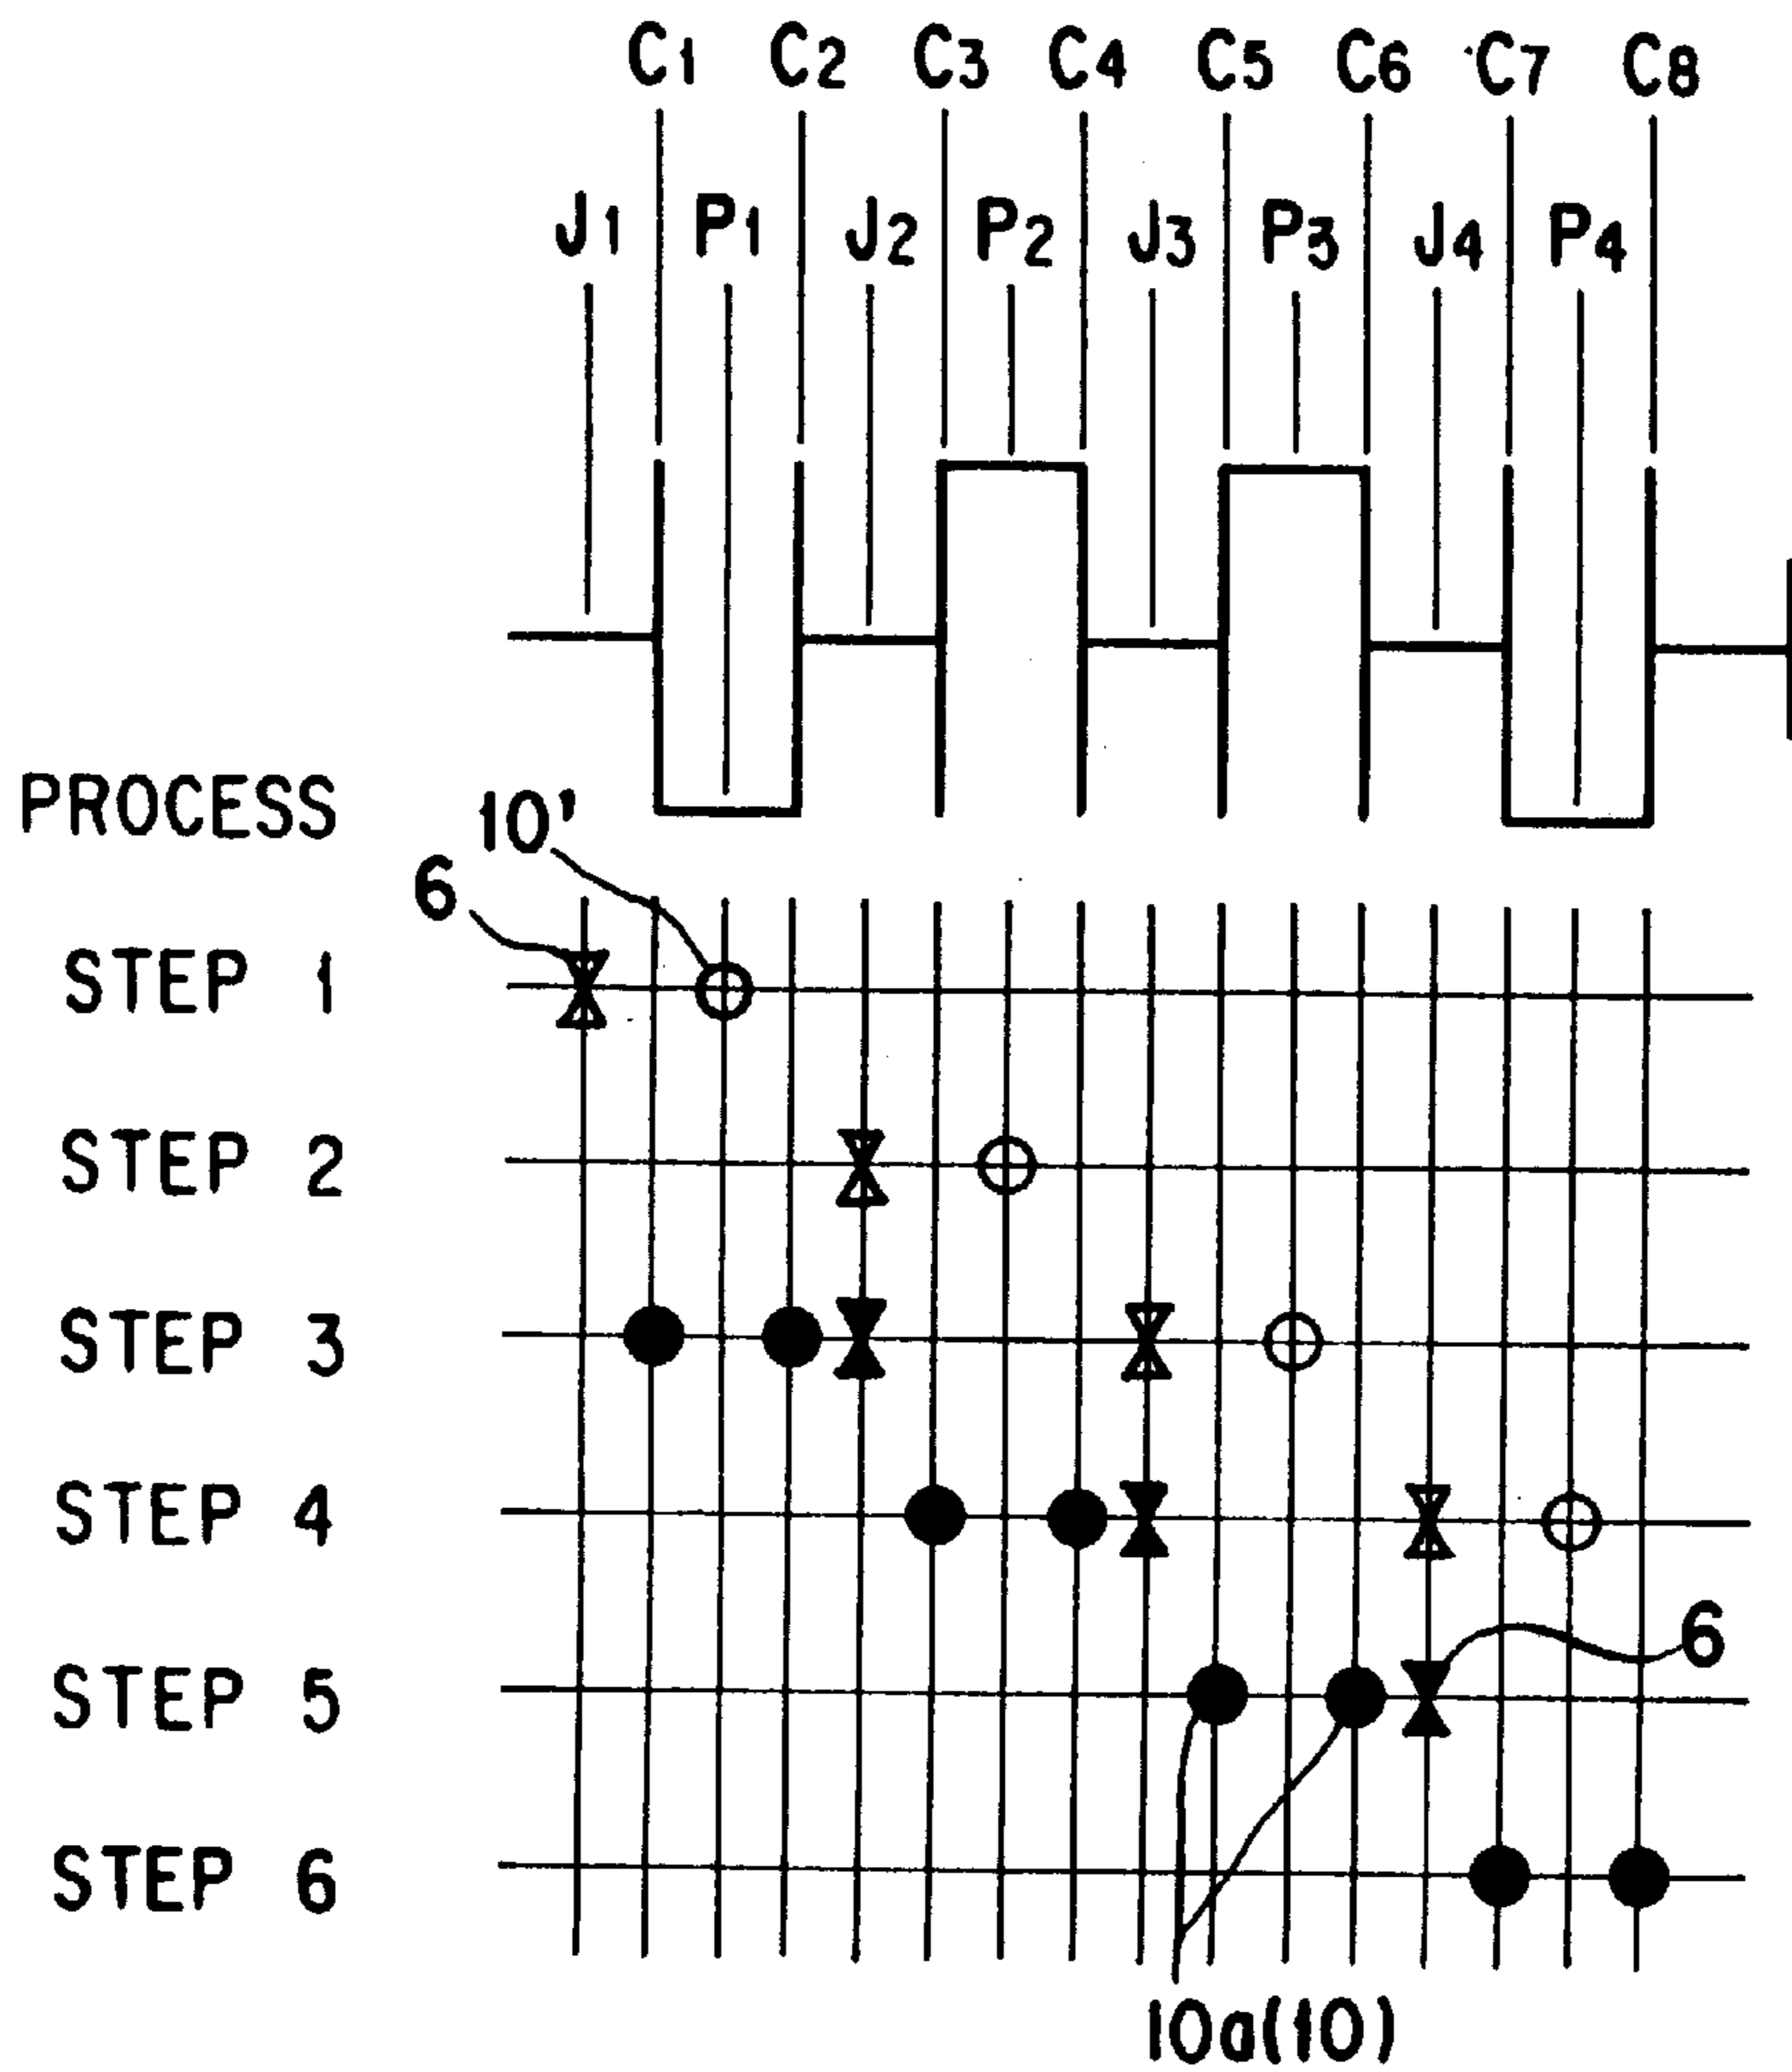 C1 C2 C3 C4 C5 C6 C7 C8
J1 P1 J2 P2 J3 P3 J4 P4
PROCESS
10'
6
STEP 1
STEP 2
STEP 3
STEP 4
6
STEP 5
STEP 6
10a(10)